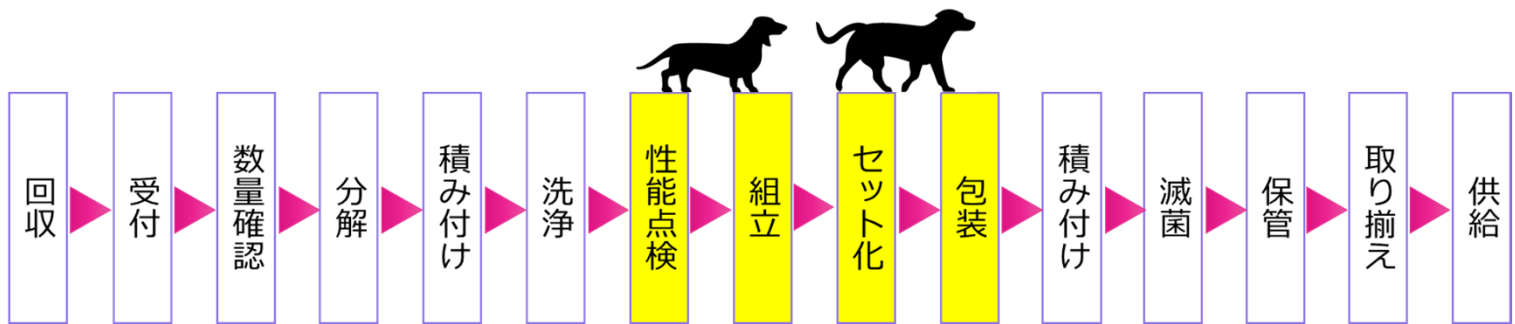 回収
受付
数量確認
分解
積み付け
洗浄
性能点検
組立
セット化
包装
積み付け
滅菌
保管
取り揃え
供給